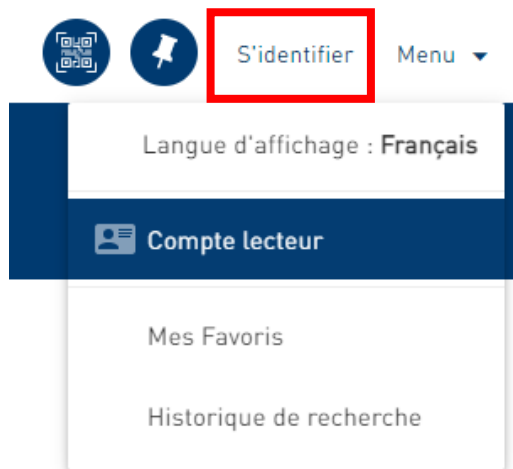 S'identifier Menu
Langue d'affichage : Français
Compte lecteur
Mes Favoris
Historique de recherche